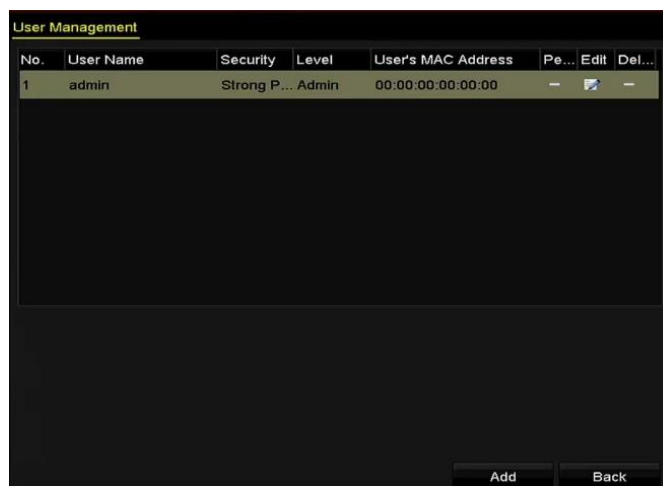 User Management
No. User Name Security Level User's MAC Address Pe... Edit Del...
1 admin Strong P... Admin 00:00:00:00:00:00 – –
Add Back